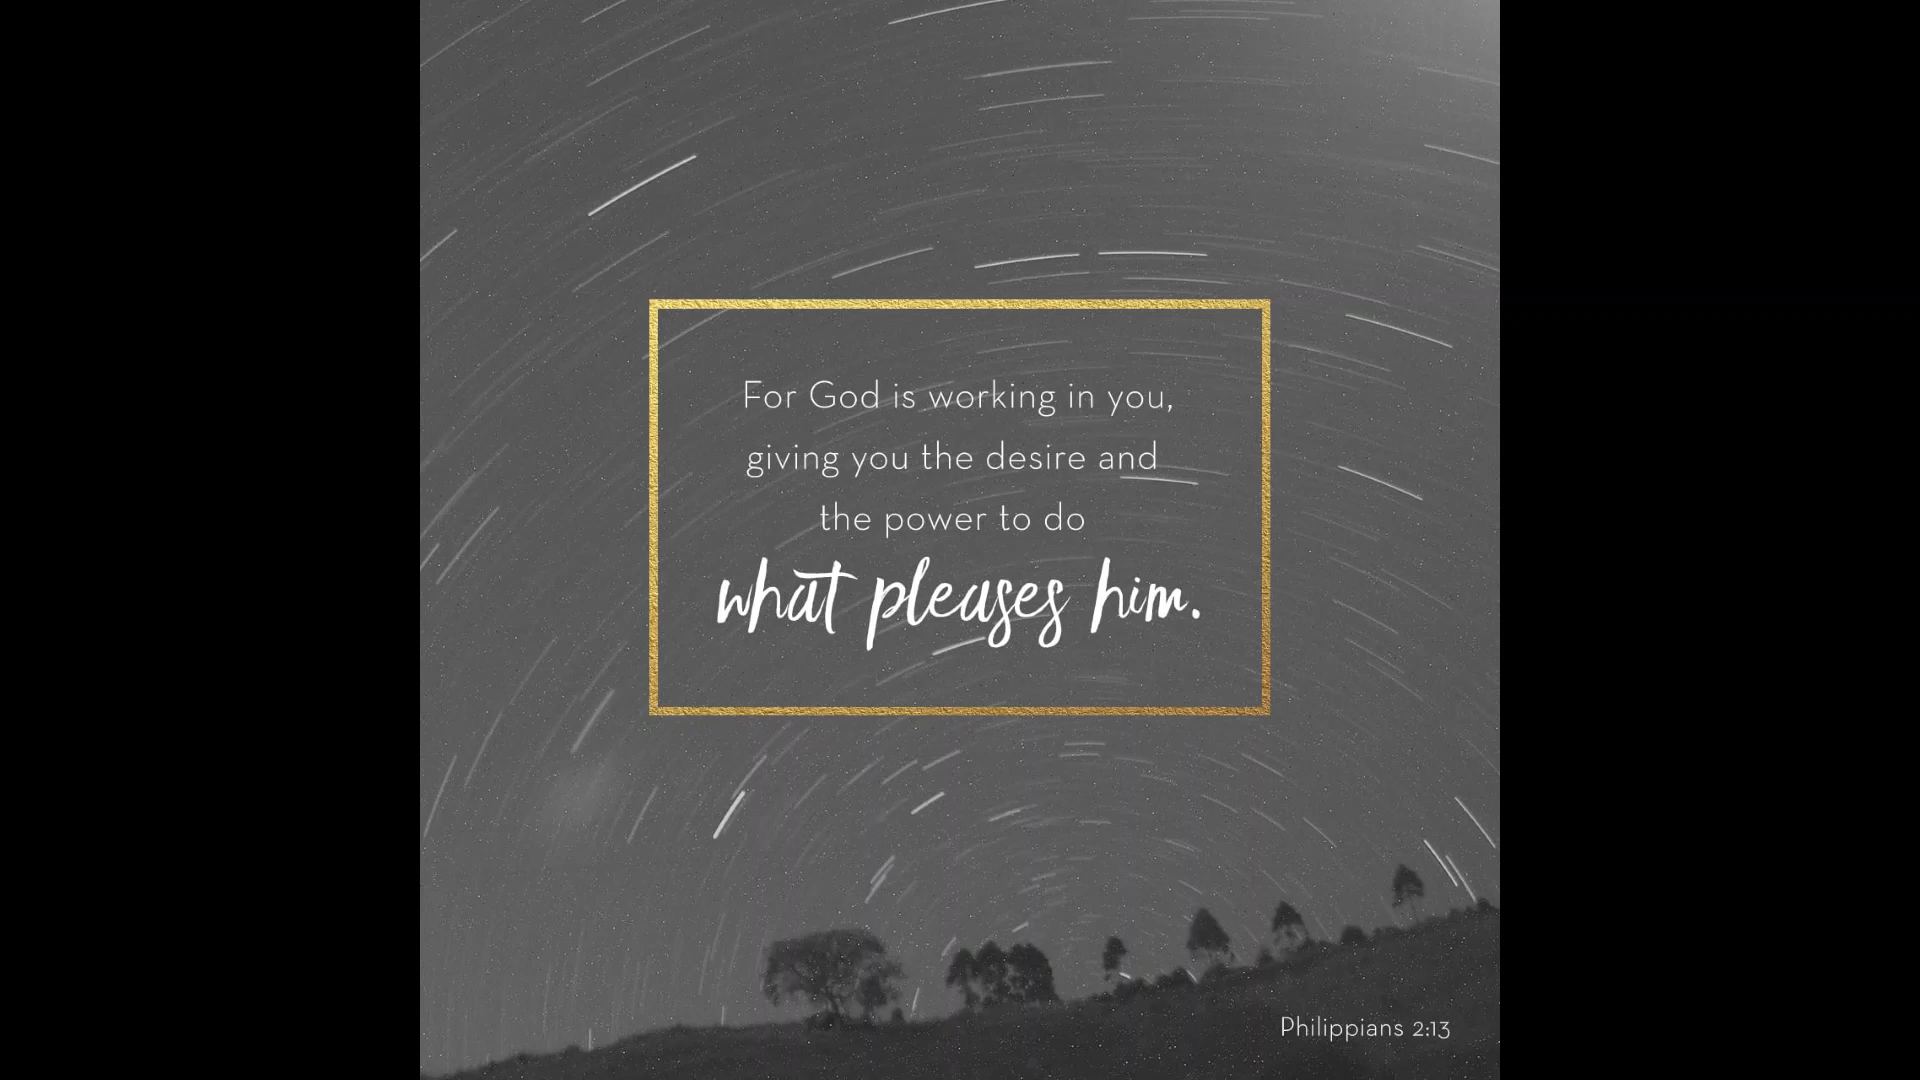 For God is working in you,
giving you the desire and
the power to do
what pleases him.
Philippians 2:13